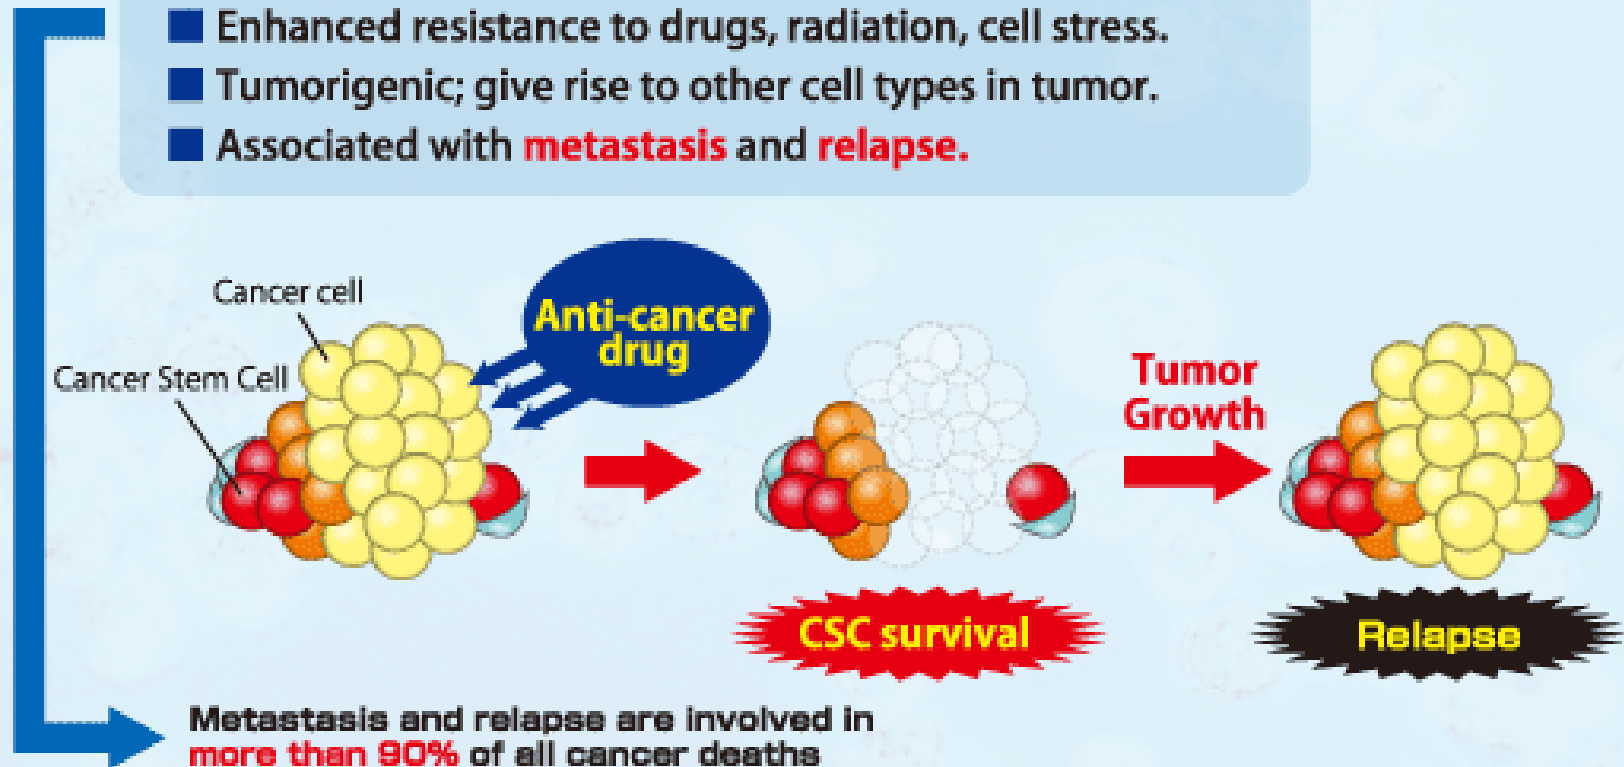 Enhanced resistance to drugs, radiation, cell stress.
Tumorigenic; give rise to other cell types in tumor.
Associated with metastasis and relapse.
Cancer cell
Cancer Stem Cell
Anti-cancer
drug
Tumor
Growth
CSC survival
Relapse
Metastasis and relapse are involved in
more than 90% of all cancer deaths